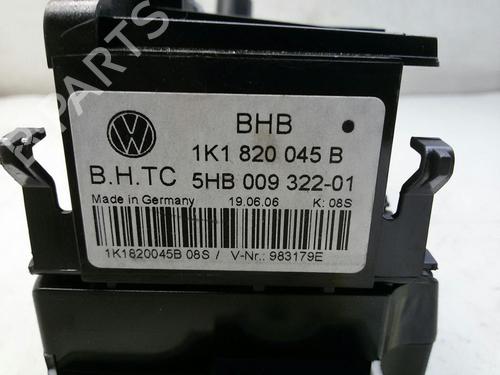 BHB
1K1 820 045 B
B.H.TC 5HB 009 322-01
Made in Germany 19.06.06 K: 08S
1K1820045B 08S / V-Nr.: 983179E